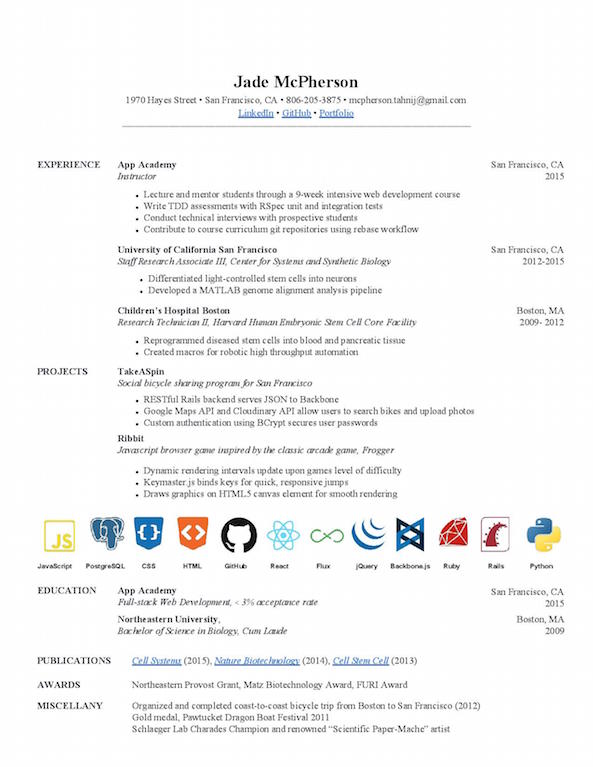 Jade McPherson
1970 Hayes Street • San Francisco, CA • 806-205-3875 • mcpherson.tahnij@gmail.com
LinkedIn • GitHub • Portfolio
EXPERIENCE App Academy San Francisco, CA
Instructor 2015
• Lecture and mentor students through a 9-week intensive web development course
• Write TDD assessments with RSpec unit and integration tests
• Conduct technical interviews with prospective students
• Contribute to course curriculum git repositories using rebase workflow
University of California San Francisco San Francisco, CA
Staff Research Associate III, Center for Systems and Synthetic Biology 2012-2015
• Differentiated light-controlled stem cells into neurons
• Developed a MATLAB genome alignment analysis pipeline
Children's Hospital Boston Boston, MA
Research Technician II, Harvard Human Embryonic Stem Cell Core Facility 2009- 2012
• Reprogrammed diseased stem cells into blood and pancreatic tissue
• Created macros for robotic high throughput automation
PROJECTS TakeASpin
Social bicycle sharing program for San Francisco
• RESTful Rails backend serves JSON to Backbone
• Google Maps API and Cloudinary API allow users to search bikes and upload photos
• Custom authentication using BCrypt secures user passwords
Ribbit
Javascript browser game inspired by the classic arcade game, Frogger
• Dynamic rendering intervals update upon games level of difficulty
• Keymaster.js binds keys for quick, responsive jumps
• Draws graphics on HTML5 canvas element for smooth rendering
JS
JavaScript PostgreSQL CSS HTML GitHub React Flux jQuery Backbone.js Ruby Rails Python
EDUCATION App Academy San Francisco, CA
Full-stack Web Development, < 3% acceptance rate 2015
Northeastern University, Boston, MA
Bachelor of Science in Biology, Cum Laude 2009
PUBLICATIONS Cell Systems (2015), Nature Biotechnology (2014), Cell Stem Cell (2013)
AWARDS Northeastern Provost Grant, Matz Biotechnology Award, FURI Award
MISCELLANY Organized and completed coast-to-coast bicycle trip from Boston to San Francisco (2012)
Gold medal, Pawtucket Dragon Boat Festival 2011
Schlaeger Lab Charades Champion and renowned “Scientific Paper-Mache” artist